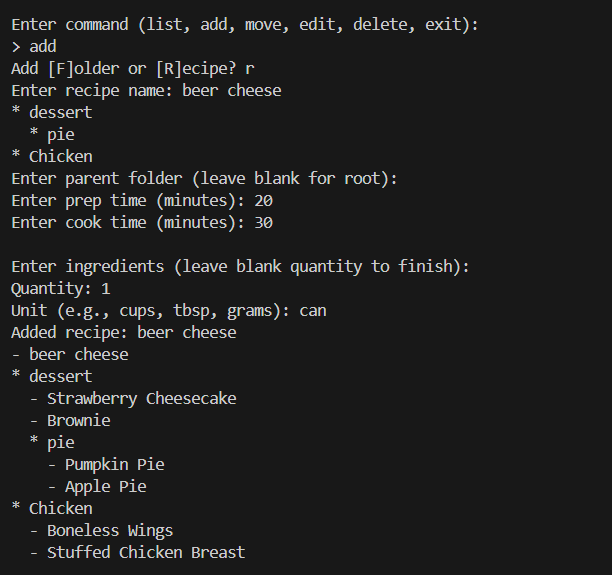 Enter command (list, add, move, edit, delete, exit):
> add
Add [F]older or [R]ecipe? r
Enter recipe name: beer cheese
* dessert
  * pie
* Chicken
Enter parent folder (leave blank for root):
Enter prep time (minutes): 20
Enter cook time (minutes): 30

Enter ingredients (leave blank quantity to finish):
Quantity: 1
Unit (e.g., cups, tbsp, grams): can
Added recipe: beer cheese
- beer cheese
* dessert
  - Strawberry Cheesecake
  - Brownie
  * pie
    - Pumpkin Pie
    - Apple Pie
* Chicken
  - Boneless Wings
  - Stuffed Chicken Breast